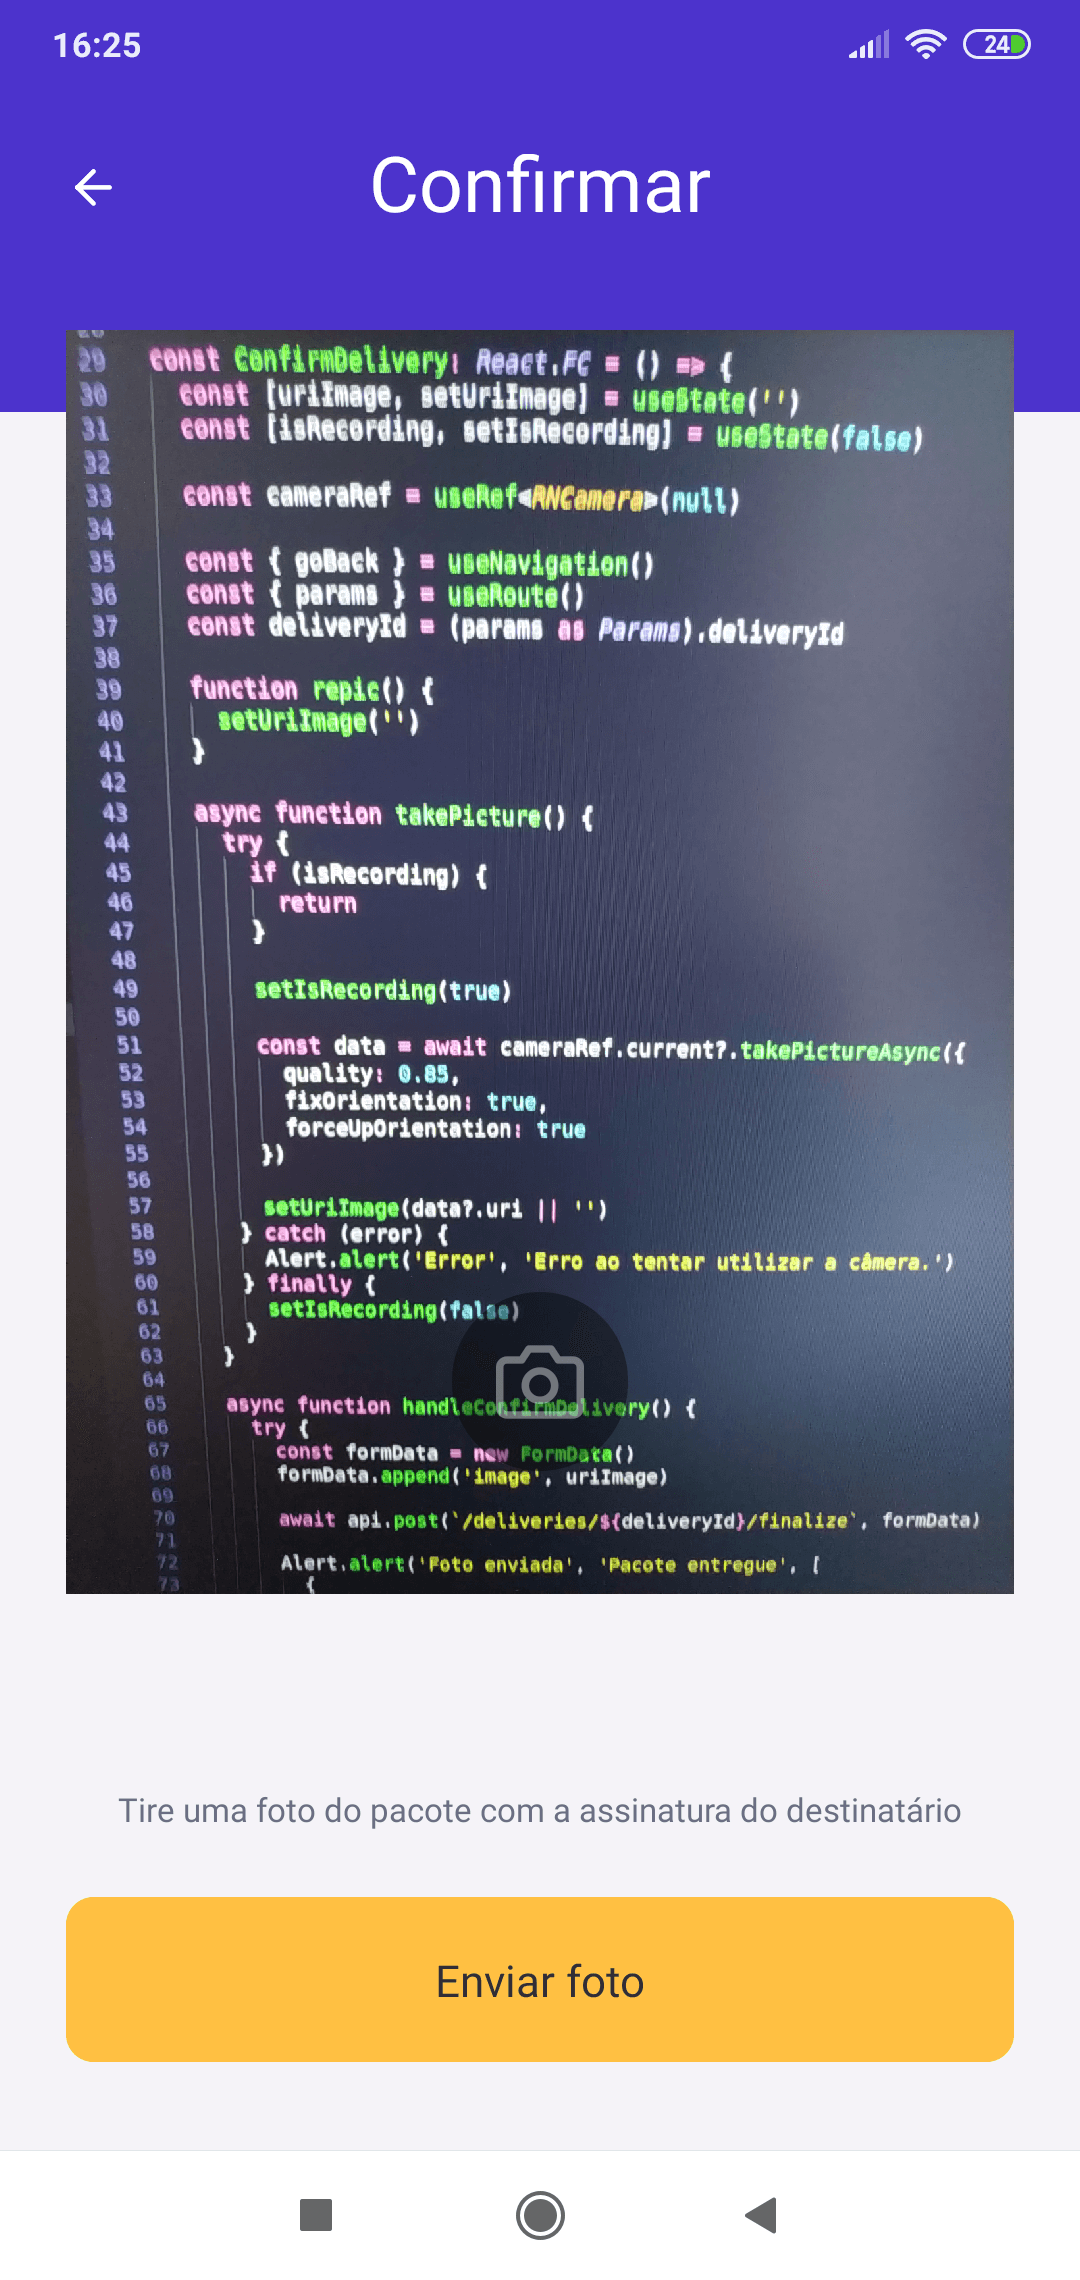 16:25
24
Confirmar
29 const ConfirmDelivery: React.FC = () => {
30 const [uriImage, setUriImage] = useState('')
31 const [isRecording, setIsRecording] = useState(false)
32
33 const cameraRef = useRef<RNCamera>(null)
34
35 const { goBack } = useNavigation()
36 const { params } = useRoute()
37 const deliveryId = (params as Params).deliveryId
38
39 function repic() {
40 setUriImage('')
41 }
42
43 async function takePicture() {
44 try {
45 if (isRecording) {
46 return
47 }
48
49 setIsRecording(true)
50
51 const data = await cameraRef.current?.takePictureAsync({
52 quality: 0.85,
53 fixOrientation: true,
54 forceUpOrientation: true
55 })
56
57 setUriImage(data?.uri || '')
58 } catch (error) {
59 Alert.alert('Error', 'Erro ao tentar utilizar a câmera.')
60 } finally {
61 setIsRecording(false)
62 }
63 }
64
65 async function handleConfirmDelivery() {
66 try {
67 const formData = new FormData()
68 formData.append('image', uriImage)
69
70 await api.post(`/deliveries/${deliveryId}/finalize`, formData)
71
72 Alert.alert('Foto enviada', 'Pacote entregue', [
73 {
Tire uma foto do pacote com a assinatura do destinatário
Enviar foto